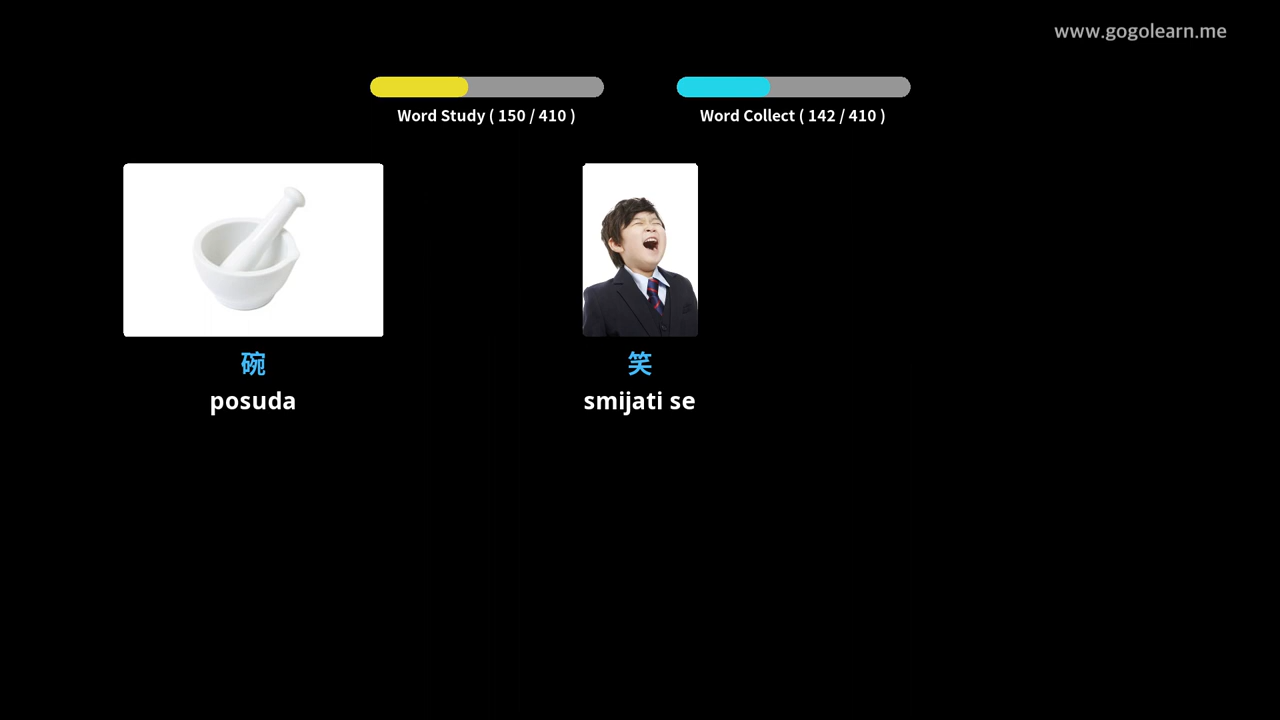 www.gogolearn.me
Word Study ( 150 / 410 )
Word Collect ( 142 / 410 )
碗
posuda
笑
smijati se